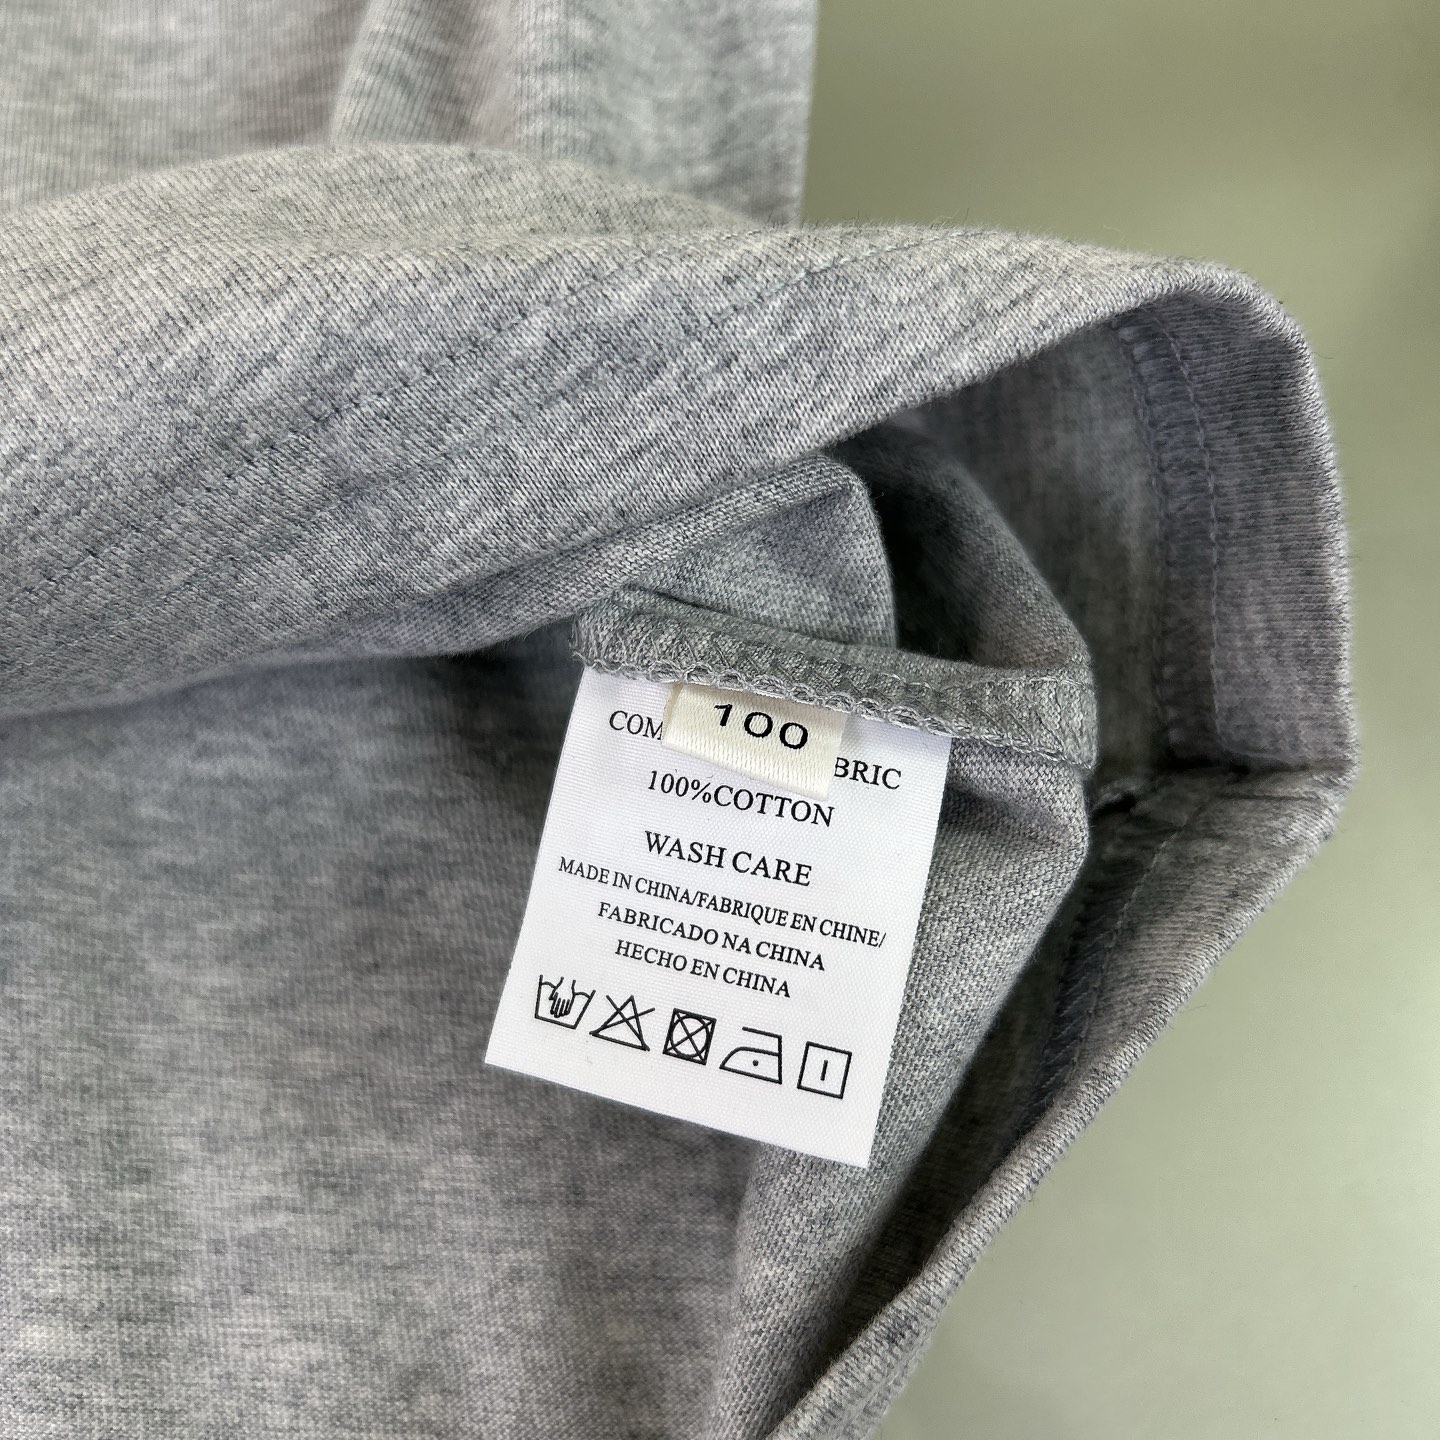 100
COM BRIC
100%COTTON
WASH CARE
MADE IN CHINA/FABRIQUE EN CHINE/
FABRICADO NA CHINA
HECHO EN CHINA